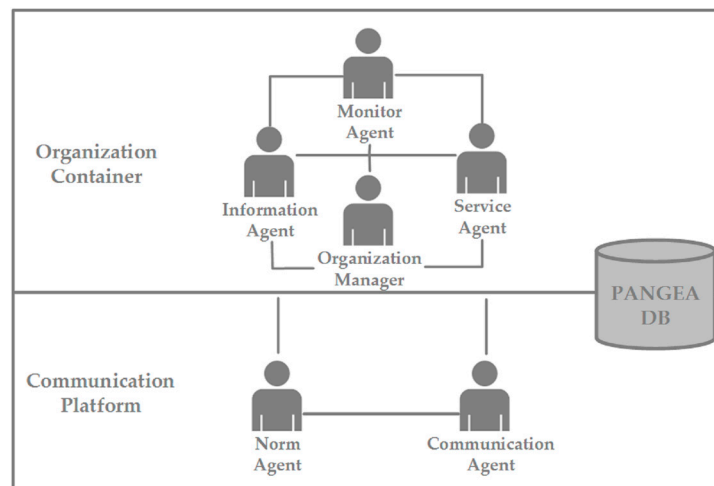 Monitor
Agent
Organization
Container
Information
Agent
Service
Agent
Organization
Manager
PANGEA
DB
Communication
Platform
Norm
Agent
Communication
Agent